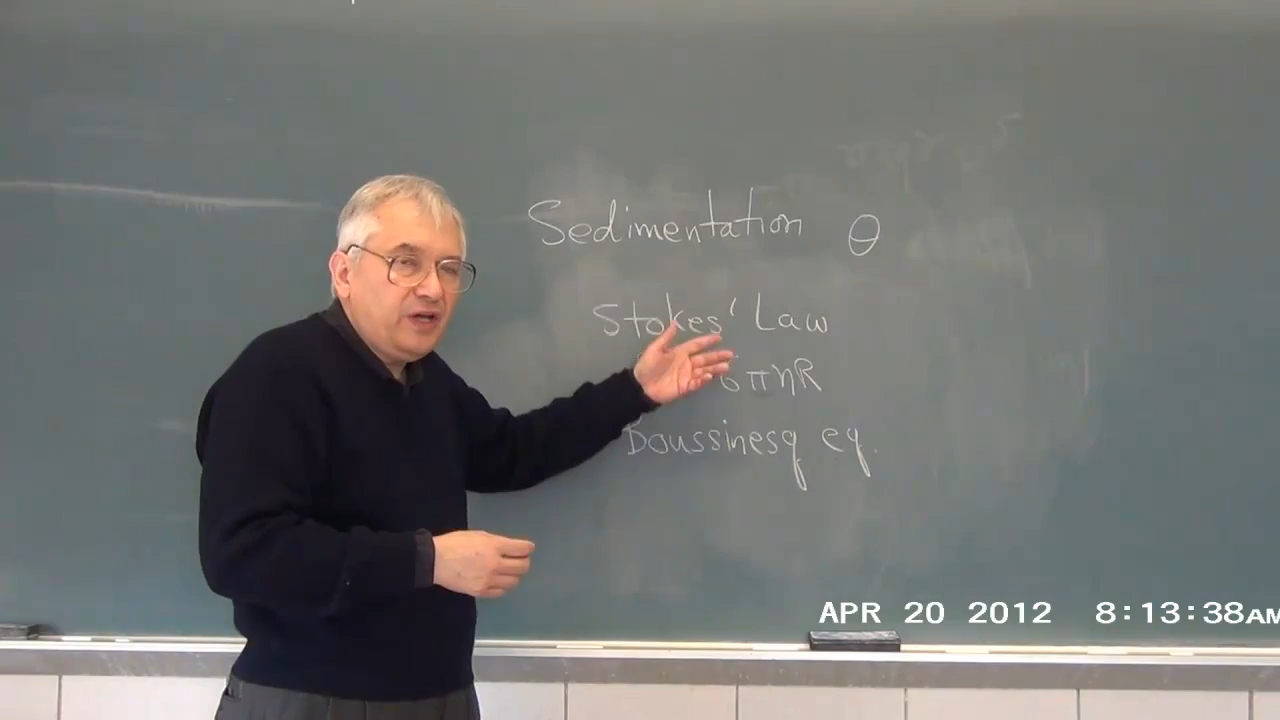 Sedimentation θ
Stokes' Law
6πηR
Boussinesq eq.
APR 20 2012 8:13:38AM